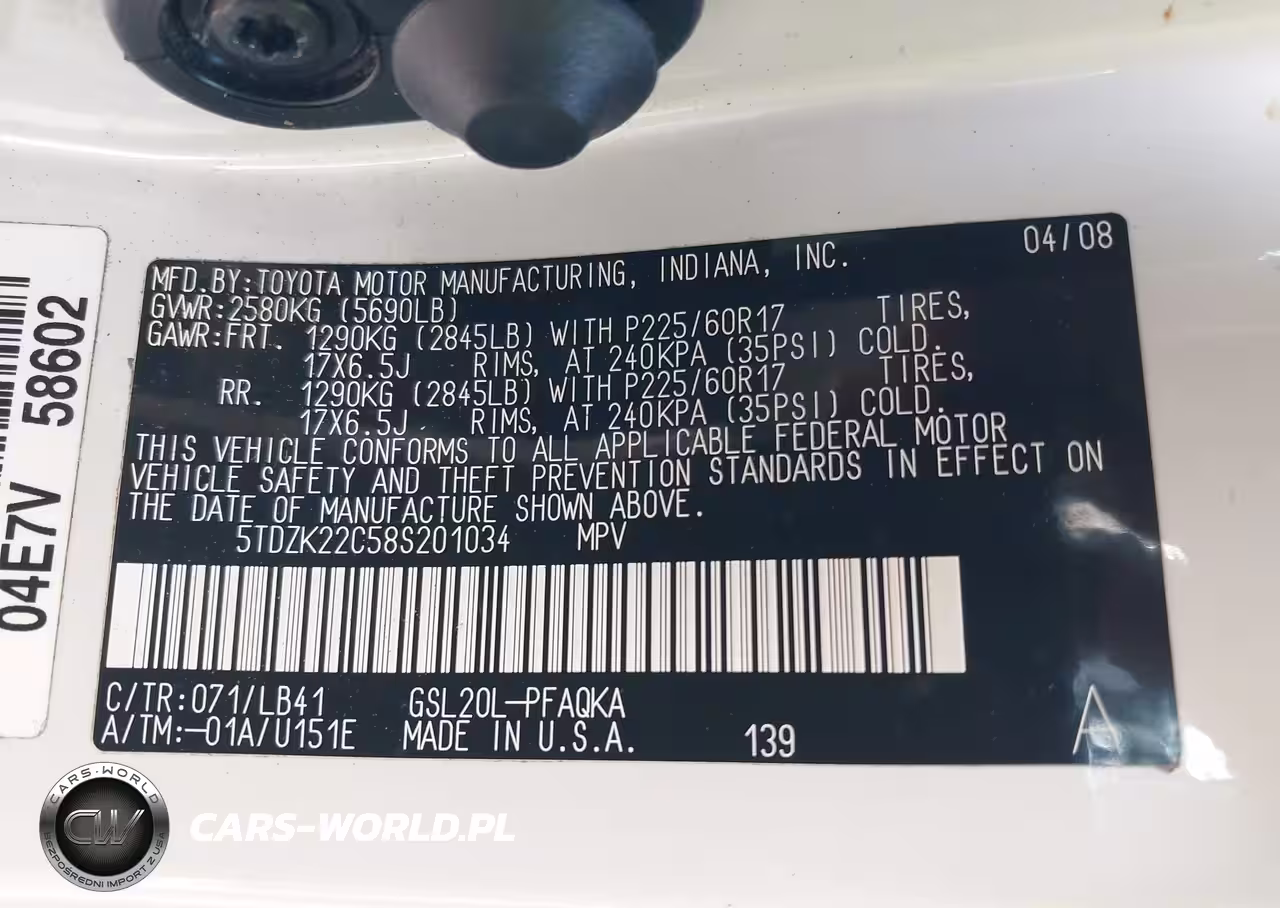 04/08
MFD.BY:TOYOTA MOTOR MANUFACTURING, INDIANA, INC.
GVWR:2580KG (5690LB)
GAWR:FRT. 1290KG (2845LB) WITH P225/60R17 TIRES,
17X6.5J RIMS, AT 240KPA (35PSI) COLD.
RR. 1290KG (2845LB) WITH P225/60R17 TIRES,
17X6.5J RIMS, AT 240KPA (35PSI) COLD.
THIS VEHICLE CONFORMS TO ALL APPLICABLE FEDERAL MOTOR
VEHICLE SAFETY AND THEFT PREVENTION STANDARDS IN EFFECT ON
THE DATE OF MANUFACTURE SHOWN ABOVE.
5TDZK22C58S201034 MPV
C/TR:071/LB41 GSL20L-PFAQKA
A/TM:-01A/U151E MADE IN U.S.A. 139 A
04E7V 58602
CARS-WORLD
CW
BEZPOŚREDNI IMPORT Z USA
CARS-WORLD.PL